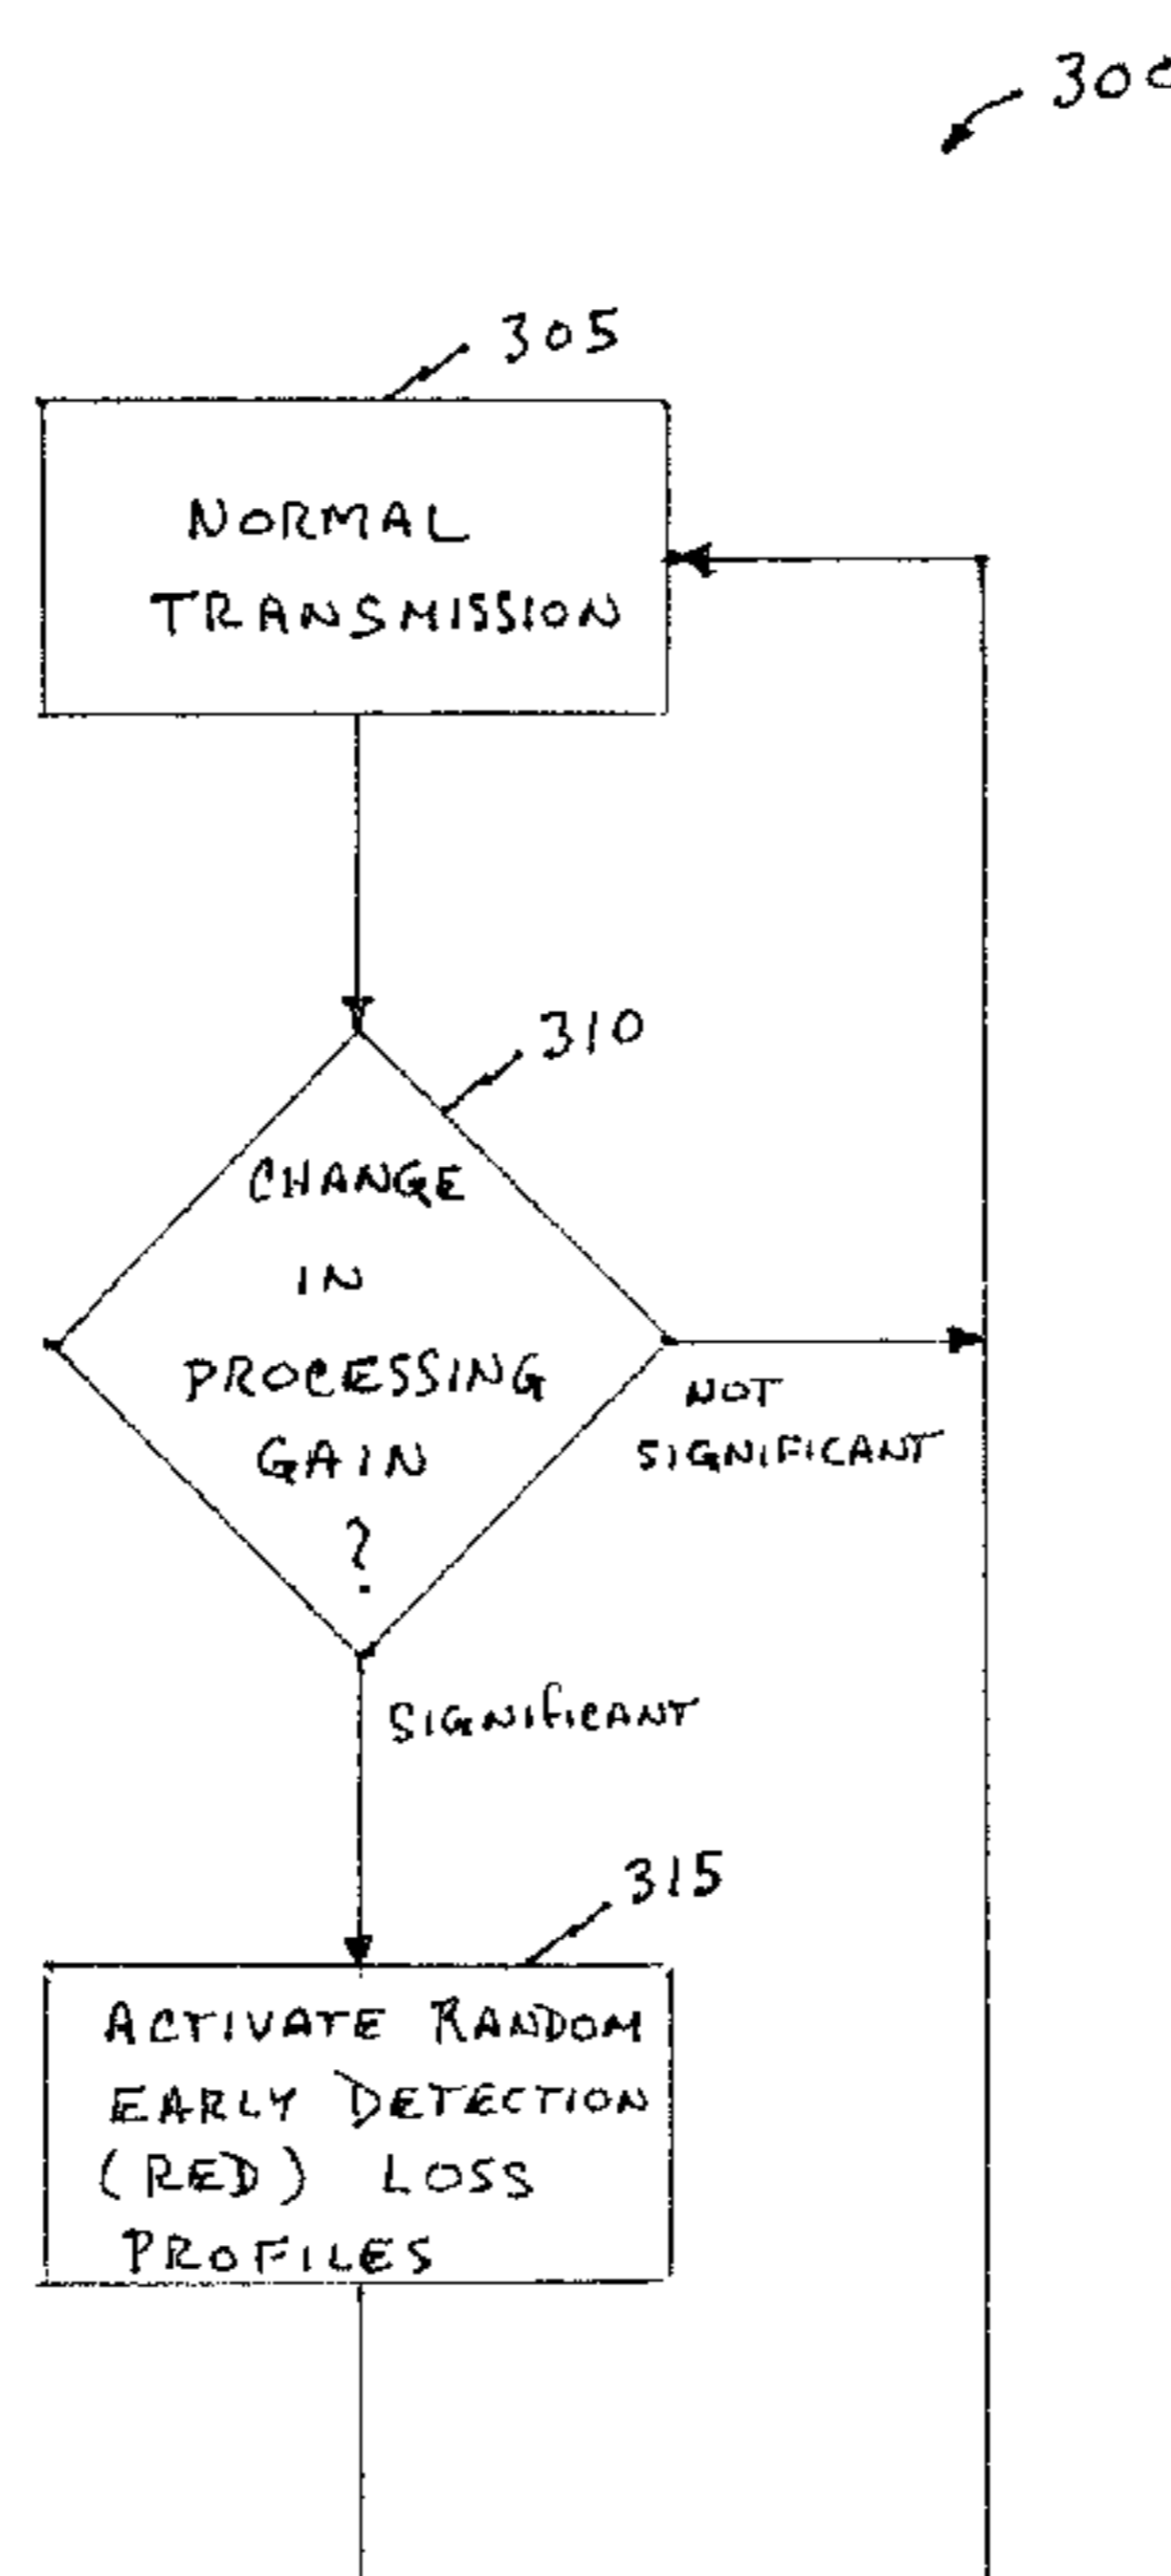 300
305
NORMAL
TRANSMISSION
310
CHANGE
IN
PROCESSING
GAIN
?
NOT
SIGNIFICANT
SIGNIFICANT
315
ACTIVATE RANDOM
EARLY DETECTION
(RED) LOSS
PROFILES